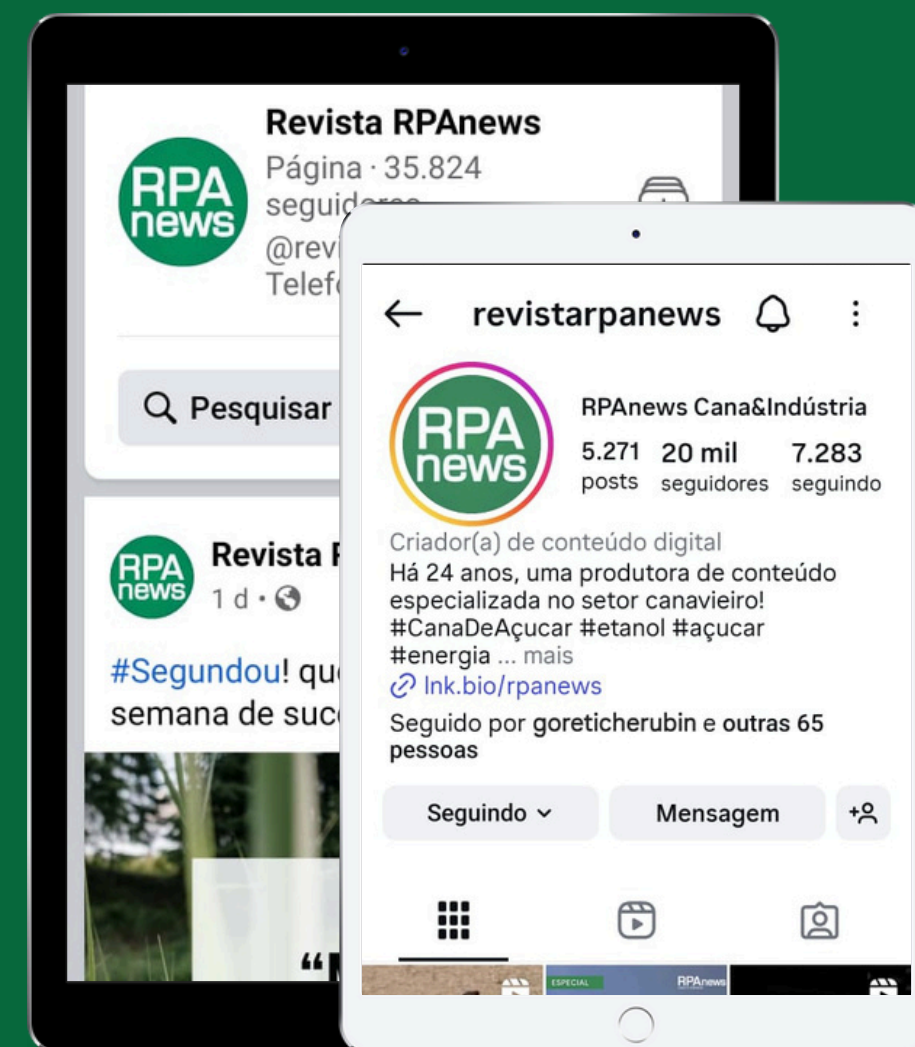 RPA
news
Revista RPAnews
Página · 35.824
Pesquisar
RPA
news
Revista
1 d ·
#Segundou!
semana de
revistarpanews
RPA
news
RPAnews Cana&Indústria
5.271 20 mil 7.283
posts seguidores seguindo
Criador(a) de conteúdo digital
Há 24 anos, uma produtora de conteúdo
especializada no setor canavieiro!
#CanaDeAçucar #etanol #açucar
#energia ... mais
lnk.bio/rpanews
Seguido por goreticherubin e outras 65
pessoas
Seguindo
Mensagem
ESPECIAL
RPAnews